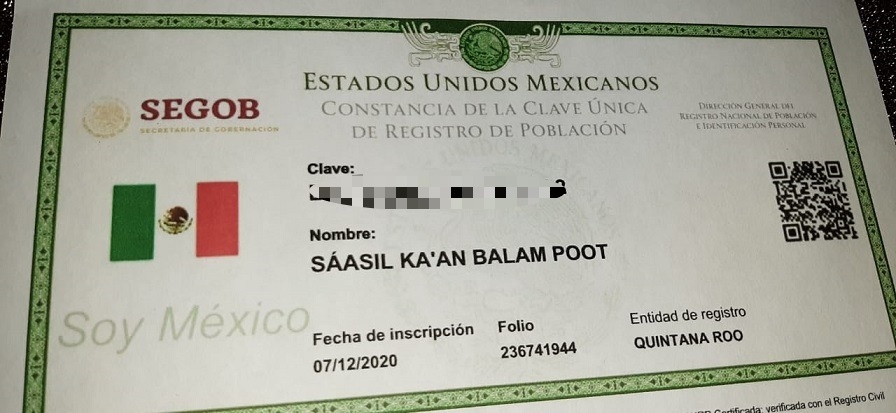 ESTADOS UNIDOS MEXICANOS
CONSTANCIA DE LA CLAVE ÚNICA
DE REGISTRO DE POBLACIÓN
SEGOB
SECRETARÍA DE GOBERNACIÓN
DIRECCIÓN GENERAL DEL
REGISTRO NACIONAL DE POBLACIÓN
E IDENTIFICACIÓN PERSONAL
Clave:
Nombre:
SÁASIL KA'AN BALAM POOT
Soy México
Fecha de inscripción
07/12/2020
Folio
236741944
Entidad de registro
QUINTANA ROO
Certificada: verificada con el Registro Civil